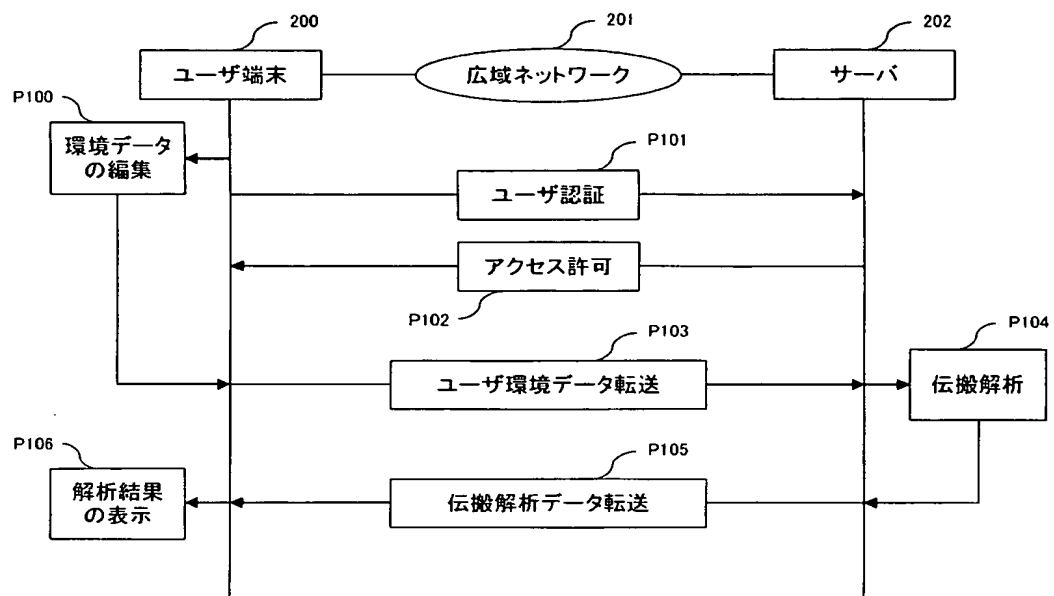 200
201
202
ユーザ端末
広域ネットワーク
サーバ
P100
環境データ
の編集
P101
ユーザ認証
アクセス許可
P102
P103
ユーザ環境データ転送
P104
伝搬解析
P105
伝搬解析データ転送
P106
解析結果
の表示